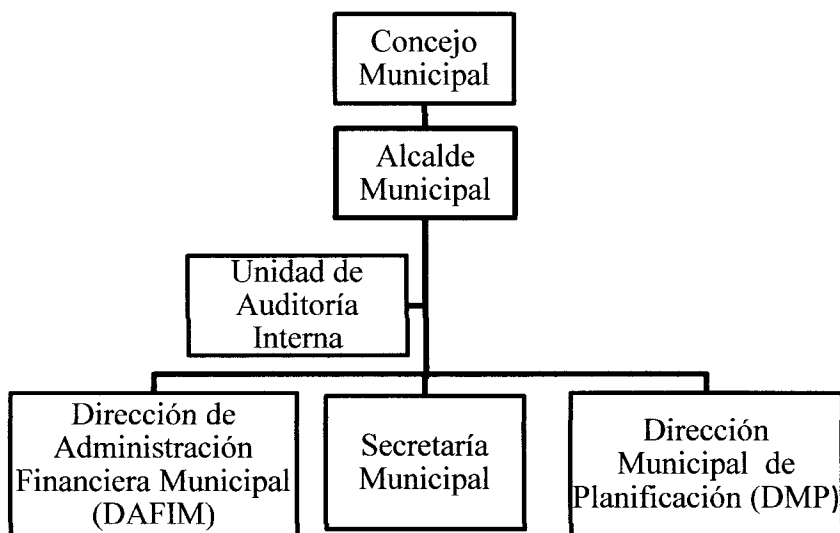 Concejo
Municipal
Alcalde
Municipal
Unidad de
Auditoría
Interna
Dirección de
Administración
Financiera Municipal
(DAFIM)
Secretaría
Municipal
Dirección
Municipal de
Planificación (DMP)